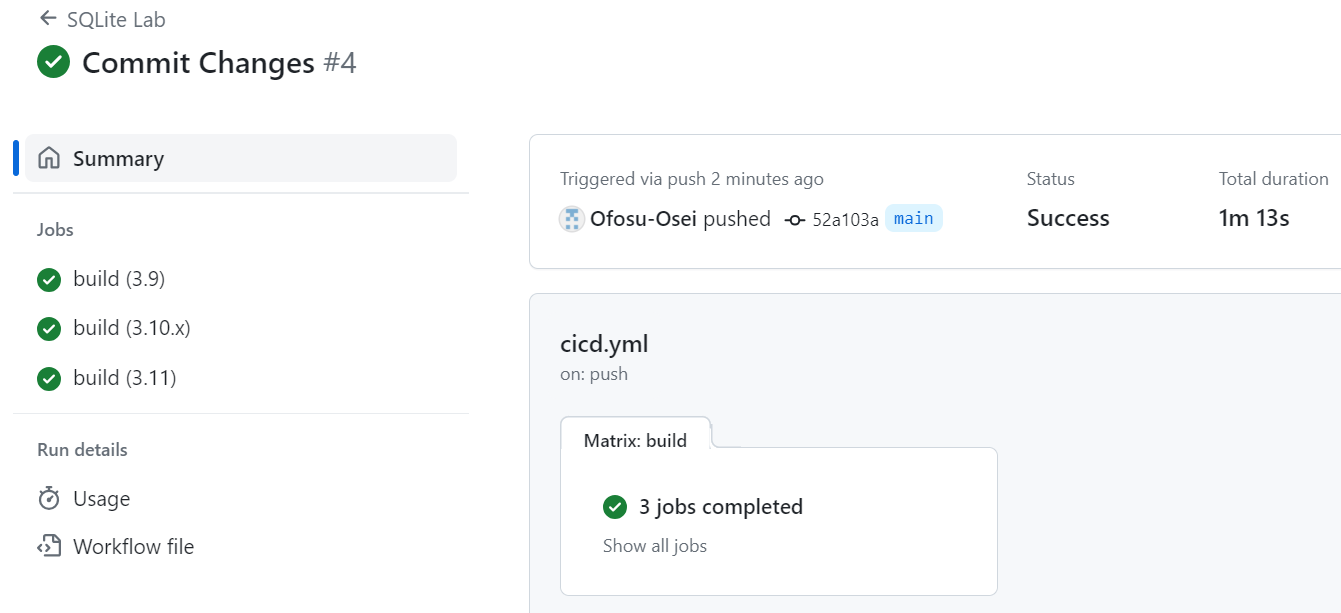 SQLite Lab
Commit Changes #4
Summary
Jobs
build (3.9)
build (3.10.x)
build (3.11)
Run details
Usage
Workflow file
Triggered via push 2 minutes ago
Ofosu-Osei pushed 52a103a main
Status
Success
Total duration
1m 13s
cicd.yml
on: push
Matrix: build
3 jobs completed
Show all jobs